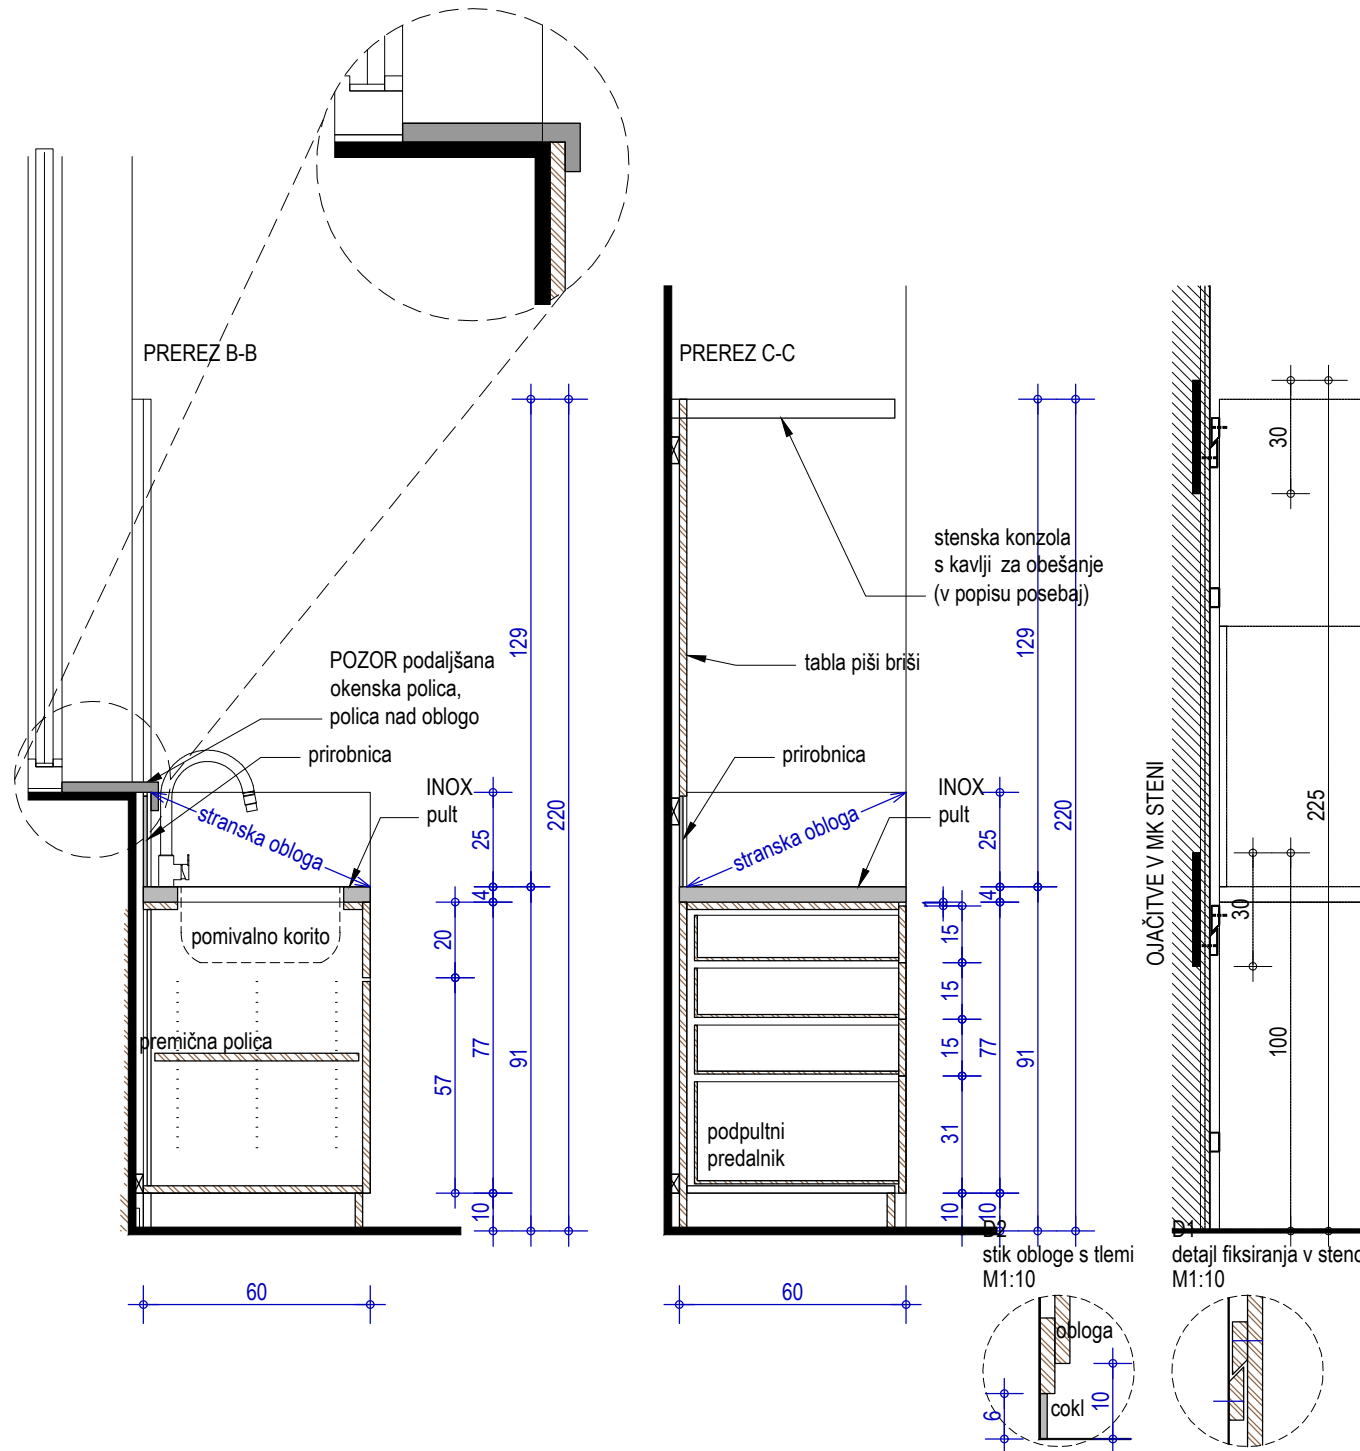 PREREZ B-B
PREREZ C-C
30
stenska konzola
s kavlji za obešanje
(v popisu posebaj)
129
129
POZOR podaljšana
okenska polica,
polica nad oblogo
tabla piši briši
prirobnica
prirobnica
INOX
pult
INOX
pult
OJAČITVE V MK STENI
stranska obloga
stranska obloga
25
220
25
220
225
4
4
pomivalno korito
20
15
30
15
premična polica
77
91
15
77
91
100
57
podpultni
predalnik
31
10
10
10
D2
stik obloge s tlemi
M1:10
D1
detajl fiksiranja v steno
M1:10
60
60
obloga
cokl
6
10